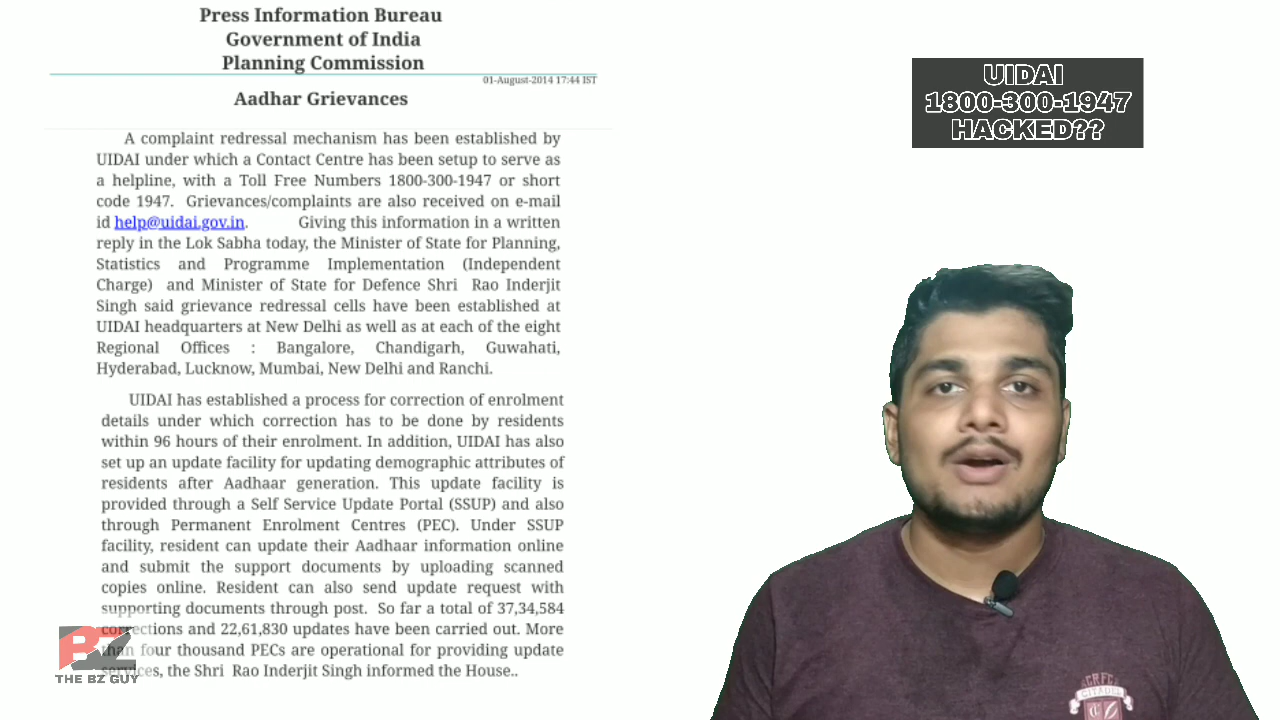 Press Information Bureau
Government of India
Planning Commission
01-August-2014 17:44 IST
Aadhar Grievances
A complaint redressal mechanism has been established by
UIDAI under which a Contact Centre has been setup to serve as
a helpline, with a Toll Free Numbers 1800-300-1947 or short
code 1947. Grievances/complaints are also received on e-mail
id help@uidai.gov.in. Giving this information in a written
reply in the Lok Sabha today, the Minister of State for Planning,
Statistics and Programme Implementation (Independent
Charge) and Minister of State for Defence Shri Rao Inderjit
Singh said grievance redressal cells have been established at
UIDAI headquarters at New Delhi as well as at each of the eight
Regional Offices : Bangalore, Chandigarh, Guwahati,
Hyderabad, Lucknow, Mumbai, New Delhi and Ranchi.
UIDAI has established a process for correction of enrolment
details under which correction has to be done by residents
within 96 hours of their enrolment. In addition, UIDAI has also
set up an update facility for updating demographic attributes of
residents after Aadhaar generation. This update facility is
provided through a Self Service Update Portal (SSUP) and also
through Permanent Enrolment Centres (PEC). Under SSUP
facility, resident can update their Aadhaar information online
and submit the support documents by uploading scanned
copies online. Resident can also send update request with
supporting documents through post. So far a total of 37,34,584
corrections and 22,61,830 updates have been carried out. More
than four thousand PECs are operational for providing update
services, the Shri Rao Inderjit Singh informed the House..
BZ
THE BZ GUY
UIDAI
1800-300-1947
HACKED??
CRFC
CITADEL